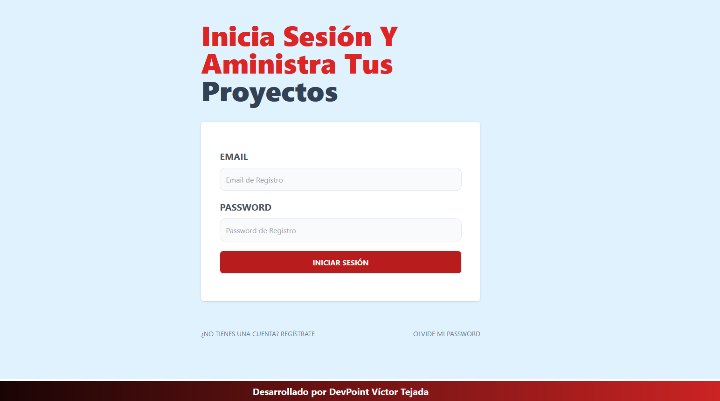 Inicia Sesión Y
Aministra Tus
Proyectos
EMAIL
Email de Registro
PASSWORD
Password de Registro
INICIAR SESIÓN
¿NO TIENES UNA CUENTA? REGÍSTRATE
OLVIDE MI PASSWORD
Desarrollado por DevPoint Víctor Tejada